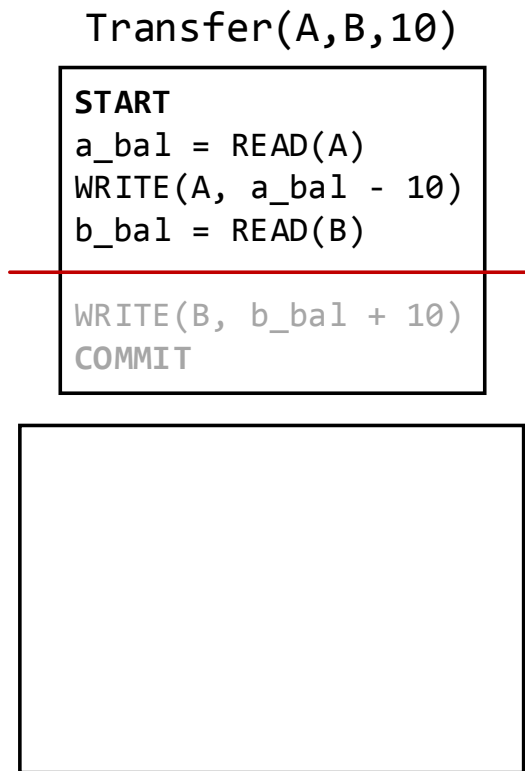 Transfer(A,B,10)
START
a_bal = READ(A)
WRITE(A, a_bal - 10)
b_bal = READ(B)
WRITE(B, b_bal + 10)
COMMIT